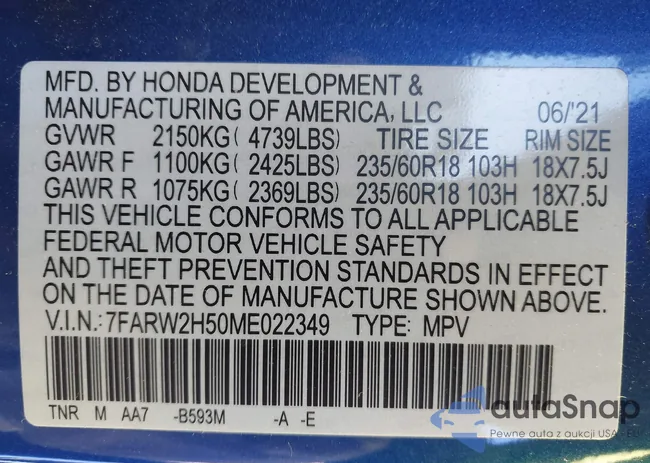 MFD. BY HONDA DEVELOPMENT &
MANUFACTURING OF AMERICA, LLC 06/'21
GVWR 2150KG( 4739LBS) TIRE SIZE RIM SIZE
GAWR F 1100KG( 2425LBS) 235/60R18 103H 18X7.5J
GAWR R 1075KG( 2369LBS) 235/60R18 103H 18X7.5J
THIS VEHICLE CONFORMS TO ALL APPLICABLE
FEDERAL MOTOR VEHICLE SAFETY
AND THEFT PREVENTION STANDARDS IN EFFECT
ON THE DATE OF MANUFACTURE SHOWN ABOVE.
V.I.N.:7FARW2H50ME022349 TYPE: MPV
TNR M AA7 -B593M -A -E
autoSnap
Pewne auta z aukcji USA i EU